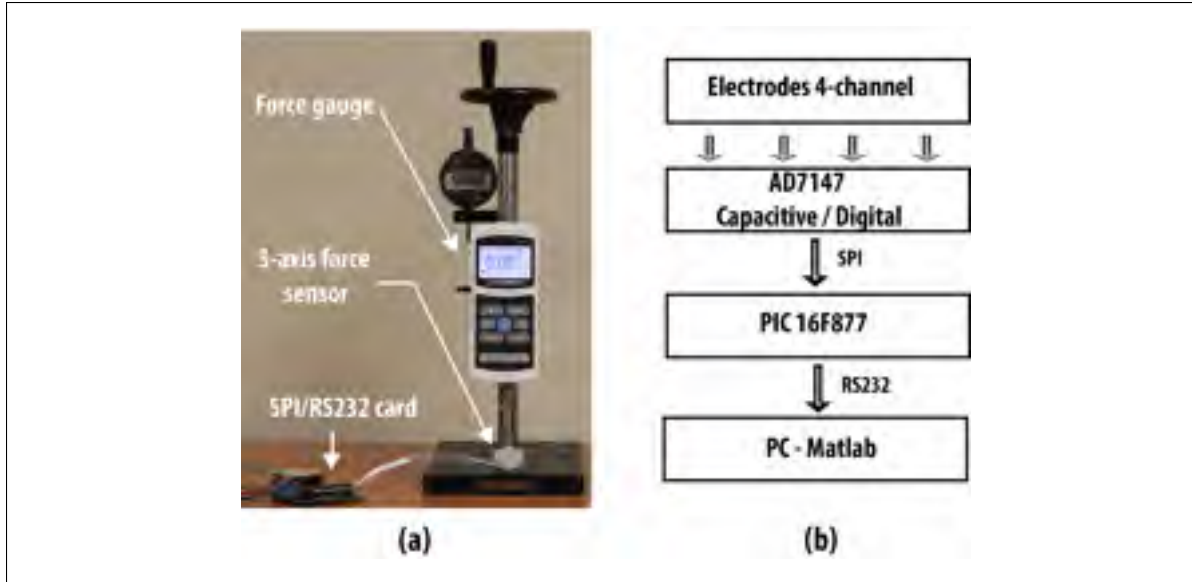 Force gauge
3-axis force
sensor
SPI/RS232 card
(a)
Electrodes 4-channel
AD7147
Capacitive / Digital
SPI
PIC 16F877
RS232
PC - Matlab
(b)